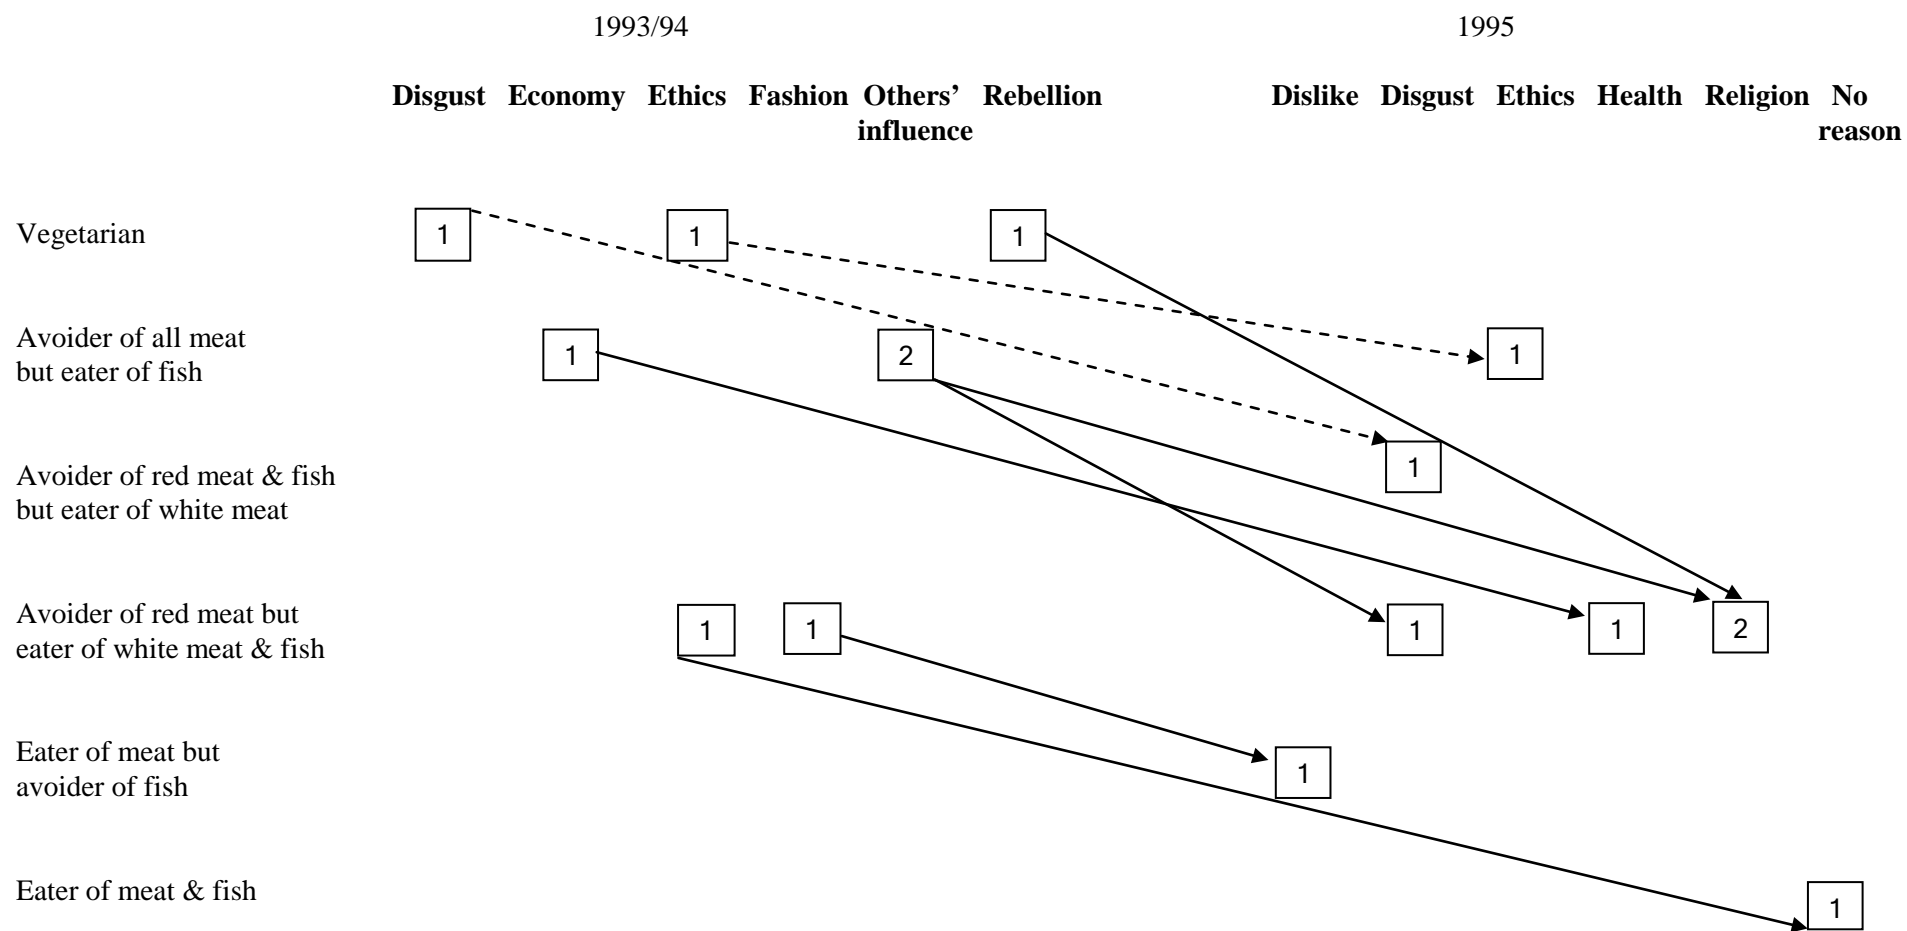 1993/94 1995
Disgust Economy Ethics Fashion Others’ Rebellion Dislike Disgust Ethics Health Religion No
influence reason
Vegetarian 1 1 1
Avoider of all meat
but eater of fish 1 2 1
Avoider of red meat & fish
but eater of white meat 1
Avoider of red meat but
eater of white meat & fish 1 1 1 1 2
Eater of meat but
avoider of fish 1
Eater of meat & fish 1